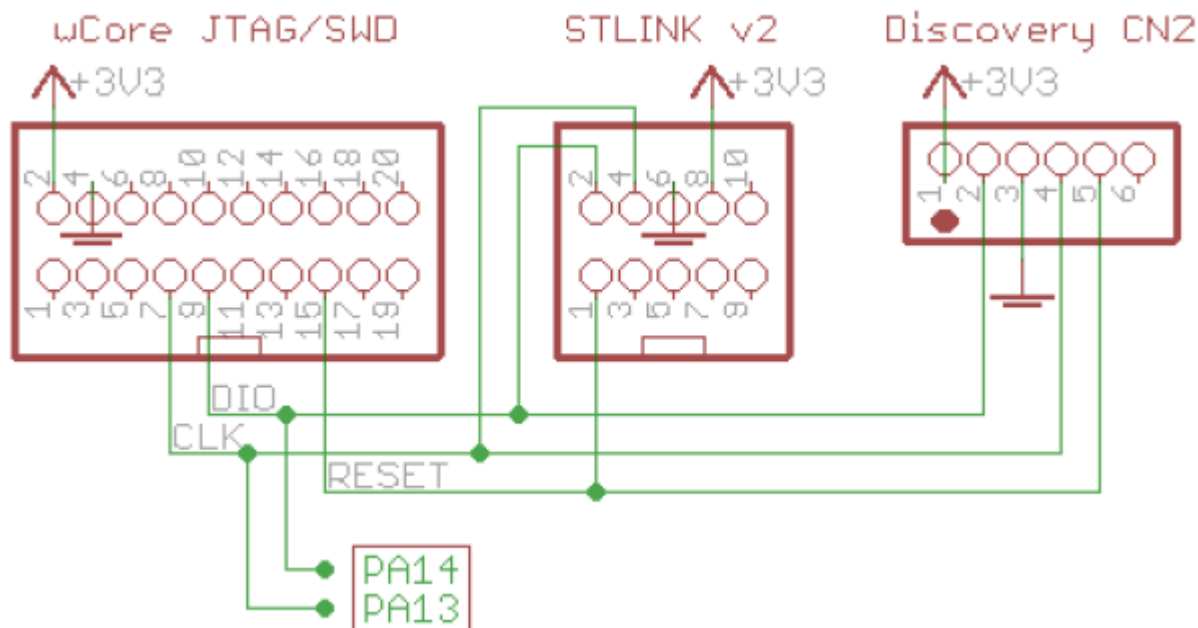 wCore JTAG/SWD STLINK v2 Discovery CN2
+3V3 +3V3 +3V3
2 4 6 8 10 12 14 16 18 20 2 4 6 8 10
1 2 3 4 5 6
1 3 5 7 9 11 13 15 17 19 1 3 5 7 9
DIO
CLK
RESET
PA14
PA13